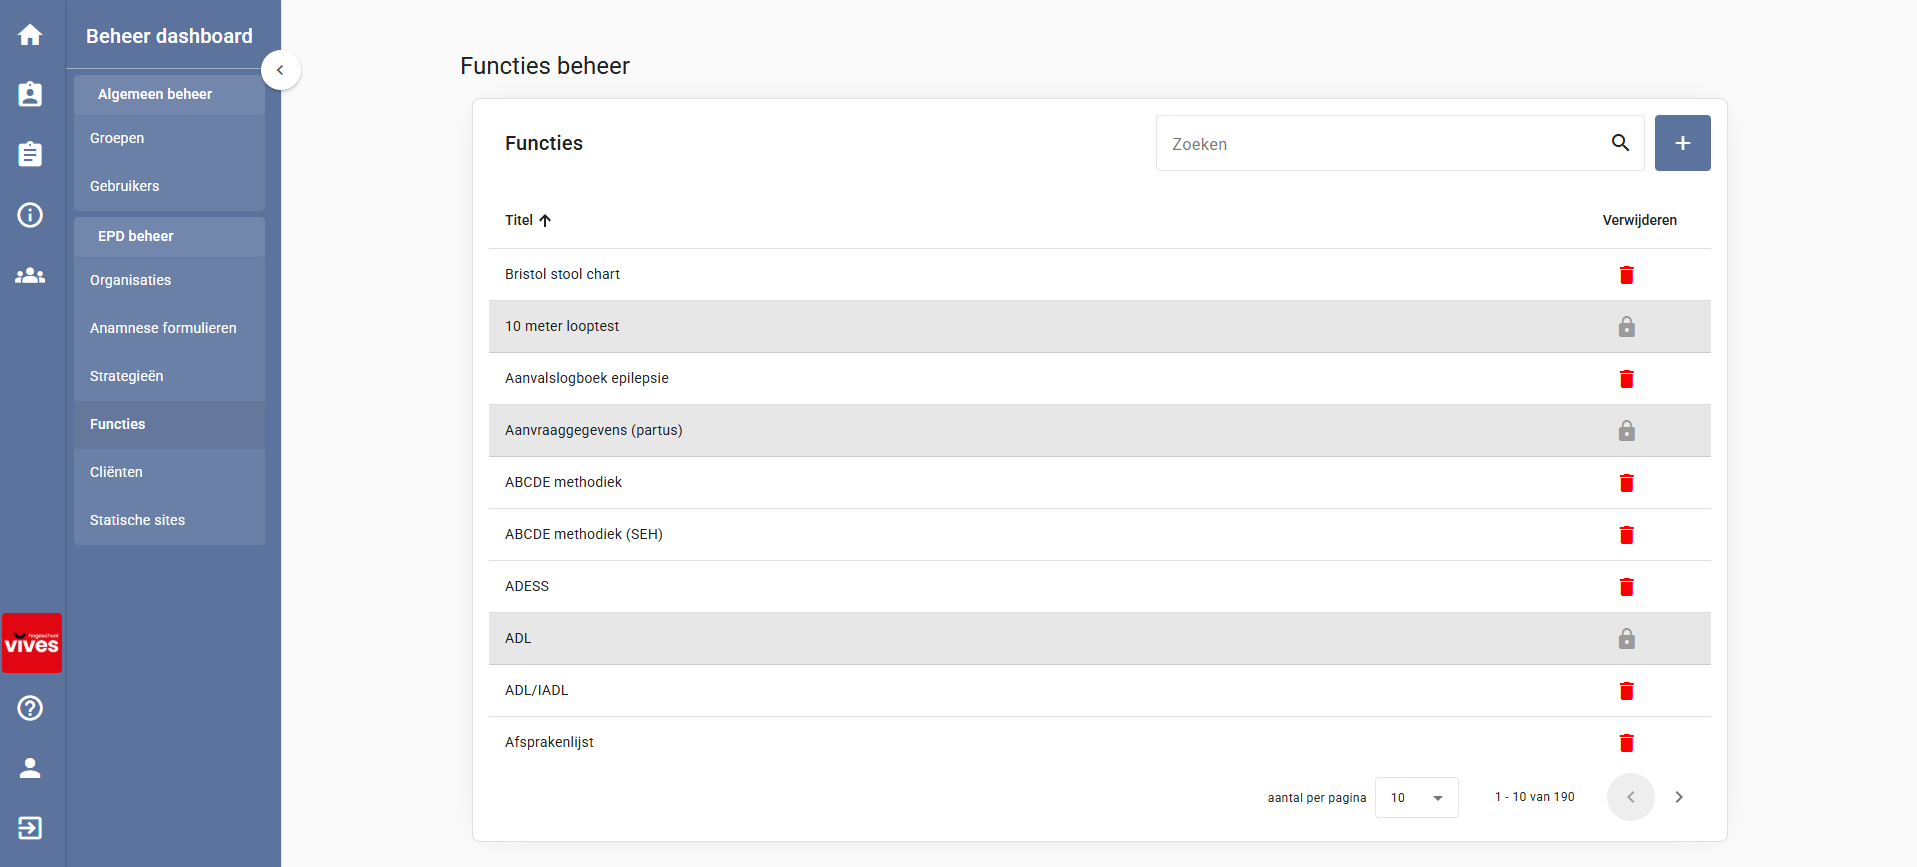 Beheer dashboard
Algemeen beheer
Groepen
Gebruikers
EPD beheer
Organisaties
Anamnese formulieren
Strategieën
Functies
Cliënten
Statische sites
hogeschool
vives
Functies beheer
Functies
Zoeken
Titel Verwijderen
Bristol stool chart
10 meter looptest
Aanvalslogboek epilepsie
Aanvraaggegevens (partus)
ABCDE methodiek
ABCDE methodiek (SEH)
ADESS
ADL
ADL/IADL
Afsprakenlijst
aantal per pagina 10 1 - 10 van 190